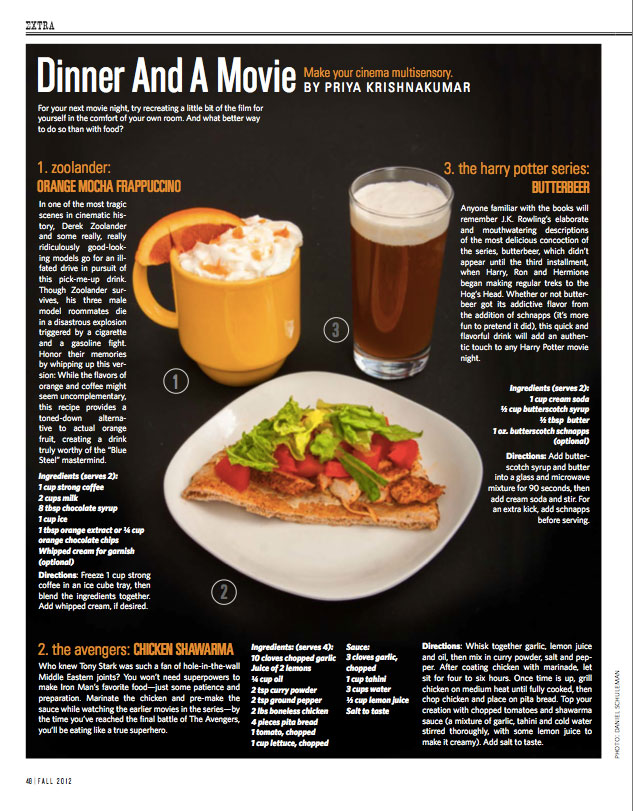 EXTRA
Dinner And A Movie
Make your cinema multisensory.
BY PRIYA KRISHNAKUMAR
For your next movie night, try recreating a little bit of the film for
yourself in the comfort of your own room. And what better way
to do so than with food?
1. zoolander:
ORANGE MOCHA FRAPPUCCINO
In one of the most tragic
scenes in cinematic his-
tory, Derek Zoolander
and some really, really
ridiculously good-look-
ing models go for an ill-
fated drive in pursuit of
this pick-me-up drink.
Though Zoolander sur-
vives, his three male
model roommates die
in a disastrous explosion
triggered by a cigarette
and a gasoline fight.
Honor their memories
by whipping up this ver-
sion: While the flavors of
orange and coffee might
seem uncomplementary,
this recipe provides a
toned-down alterna-
tive to actual orange
fruit, creating a drink
truly worthy of the "Blue
Steel" mastermind.
Ingredients (serves 2):
1 cup strong coffee
2 cups milk
8 tbsp chocolate syrup
1 cup ice
1 tbsp orange extract or ¼ cup
orange chocolate chips
Whipped cream for garnish
(optional)
Directions: Freeze 1 cup strong
coffee in an ice cube tray, then
blend the ingredients together.
Add whipped cream, if desired.
3. the harry potter series:
BUTTERBEER
Anyone familiar with the books will
remember J.K. Rowling's elaborate
and mouthwatering descriptions
of the most delicious concoction of
the series, butterbeer, which didn't
appear until the third installment,
when Harry, Ron and Hermione
began making regular treks to the
Hog's Head. Whether or not butter-
beer got its addictive flavor from
the addition of schnapps (it's more
fun to pretend it did), this quick and
flavorful drink will add an authen-
tic touch to any Harry Potter movie
night.
Ingredients (serves 2):
1 cup cream soda
½ cup butterscotch syrup
½ tbsp butter
1 oz. butterscotch schnapps
(optional)
Directions: Add butter-
scotch syrup and butter
into a glass and microwave
mixture for 90 seconds, then
add cream soda and stir. For
an extra kick, add schnapps
before serving.
1
3
2
2. the avengers: CHICKEN SHAWARMA
Who knew Tony Stark was such a fan of hole-in-the-wall
Middle Eastern joints? You won't need superpowers to
make Iron Man's favorite food—just some patience and
preparation. Marinate the chicken and prepare the
sauce while watching the earlier movies in the series—by
the time you've reached the final battle of The Avengers,
you'll be eating like a true superhero.
Ingredients: (serves 4):
10 cloves chopped garlic
Juice of 2 lemons
¼ cup oil
2 tsp curry powder
2 tsp ground pepper
2 lbs boneless chicken
4 pieces pita bread
1 tomato, chopped
1 cup lettuce, chopped
Sauce:
3 cloves garlic,
chopped
1 cup tahini
3 cups water
½ cup lemon juice
Salt to taste
Directions: Whisk together garlic, lemon juice
and oil, then mix in curry powder, salt and pep-
per. After coating chicken with marinade, let
sit for four to six hours. Once time is up, grill
chicken on medium heat until fully cooked, then
chop chicken and place on pita bread. Top your
creation with chopped tomatoes and shawarma
sauce (a mixture of garlic, tahini and cold water
stirred thoroughly, with some lemon juice to
make it creamy). Add salt to taste.
PHOTO: DANIEL SCHULEMAN
48 | FALL 2012